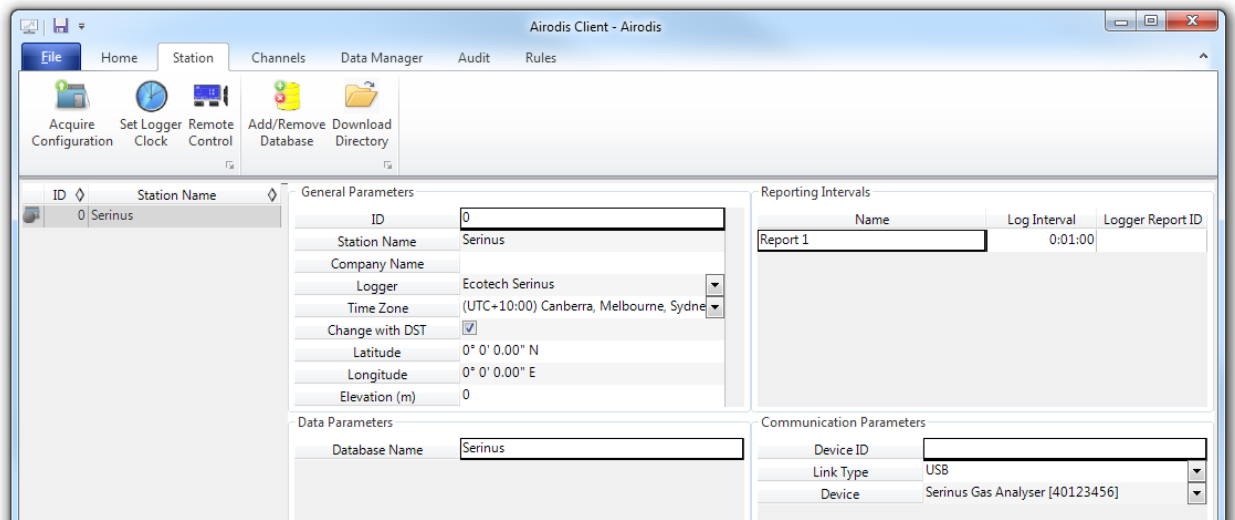 Airodis Client - Airodis
File Home Station Channels Data Manager Audit Rules
Acquire Configuration
Set Logger Clock
Remote Control
Add/Remove Database
Download Directory
ID Station Name
0 Serinus
General Parameters
ID 0
Station Name Serinus
Company Name
Logger Ecotech Serinus
Time Zone (UTC+10:00) Canberra, Melbourne, Sydne
Change with DST
Latitude 0° 0' 0.00" N
Longitude 0° 0' 0.00" E
Elevation (m) 0
Reporting Intervals
Name Log Interval Logger Report ID
Report 1 0:01:00
Data Parameters
Database Name Serinus
Communication Parameters
Device ID
Link Type USB
Device Serinus Gas Analyser [40123456]